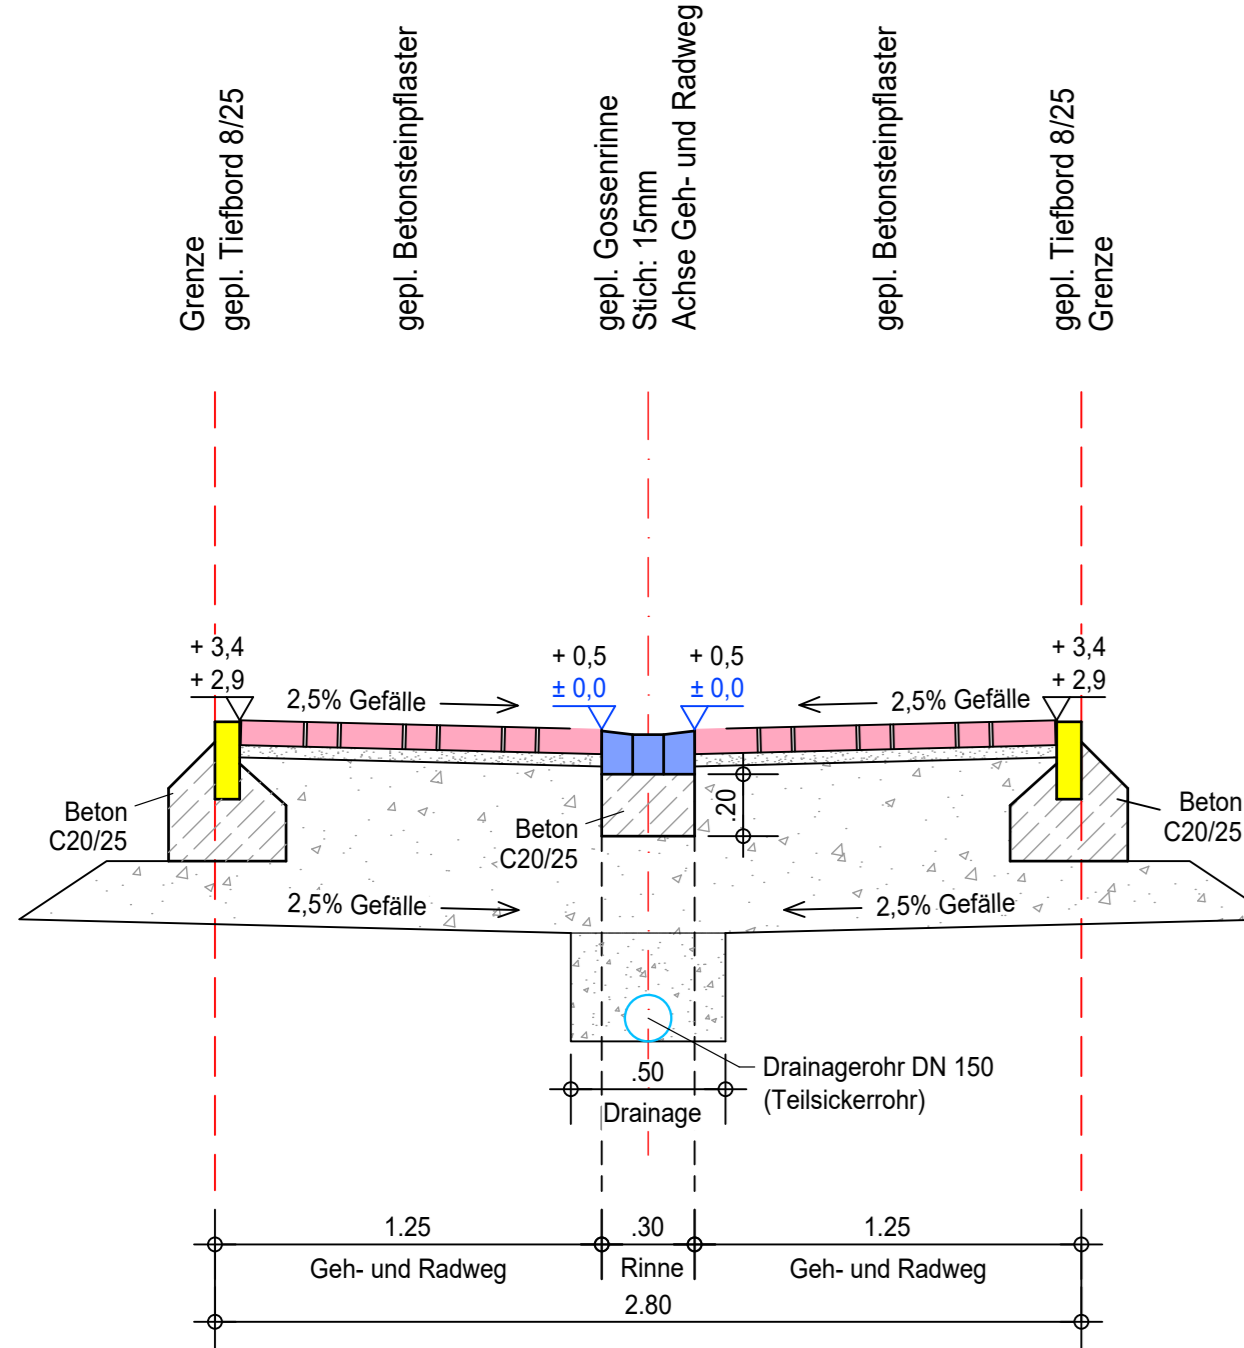 Grenze
gepl. Tiefbord 8/25
gepl. Betonsteinpflaster
gepl. Gossenrinne
Stich: 15mm
Achse Geh- und Radweg
gepl. Betonsteinpflaster
gepl. Tiefbord 8/25
Grenze
+ 3,4
+ 2,9
2,5% Gefälle
+ 0,5
± 0,0
+ 0,5
± 0,0
2,5% Gefälle
+ 3,4
+ 2,9
Beton
C20/25
Beton
C20/25
.20
Beton
C20/25
2,5% Gefälle
2,5% Gefälle
Drainagerohr DN 150
(Teilsickerrohr)
.50
Drainage
1.25
.30
1.25
Geh- und Radweg
Rinne
Geh- und Radweg
2.80